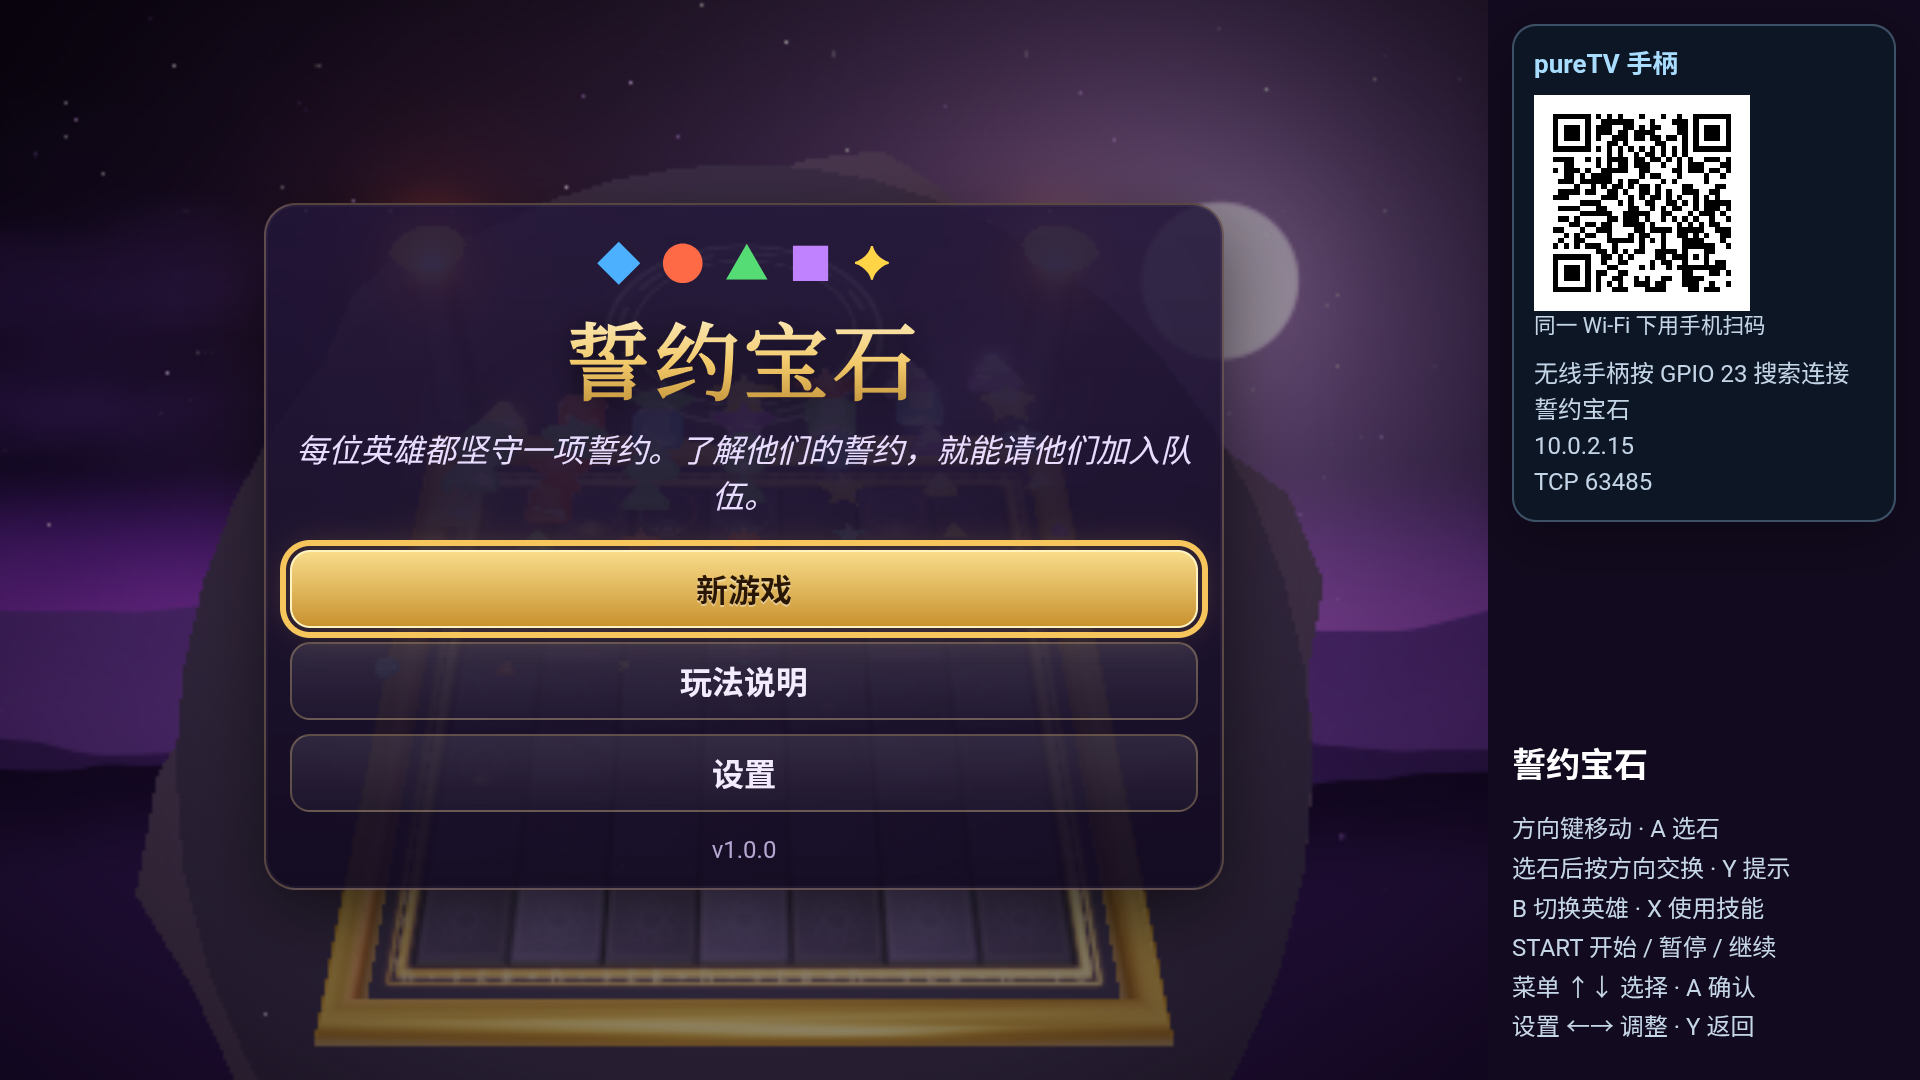 誓约宝石
每位英雄都坚守一项誓约。了解他们的誓约，就能请他们加入队
伍。
新游戏
玩法说明
设置
v1.0.0
pureTV 手柄
同一 Wi-Fi 下用手机扫码
无线手柄按 GPIO 23 搜索连接
誓约宝石
10.0.2.15
TCP 63485
誓约宝石
方向键移动 · A 选石
选石后按方向交换 · Y 提示
B 切换英雄 · X 使用技能
START 开始 / 暂停 / 继续
菜单 ↑↓ 选择 · A 确认
设置 ←→ 调整 · Y 返回